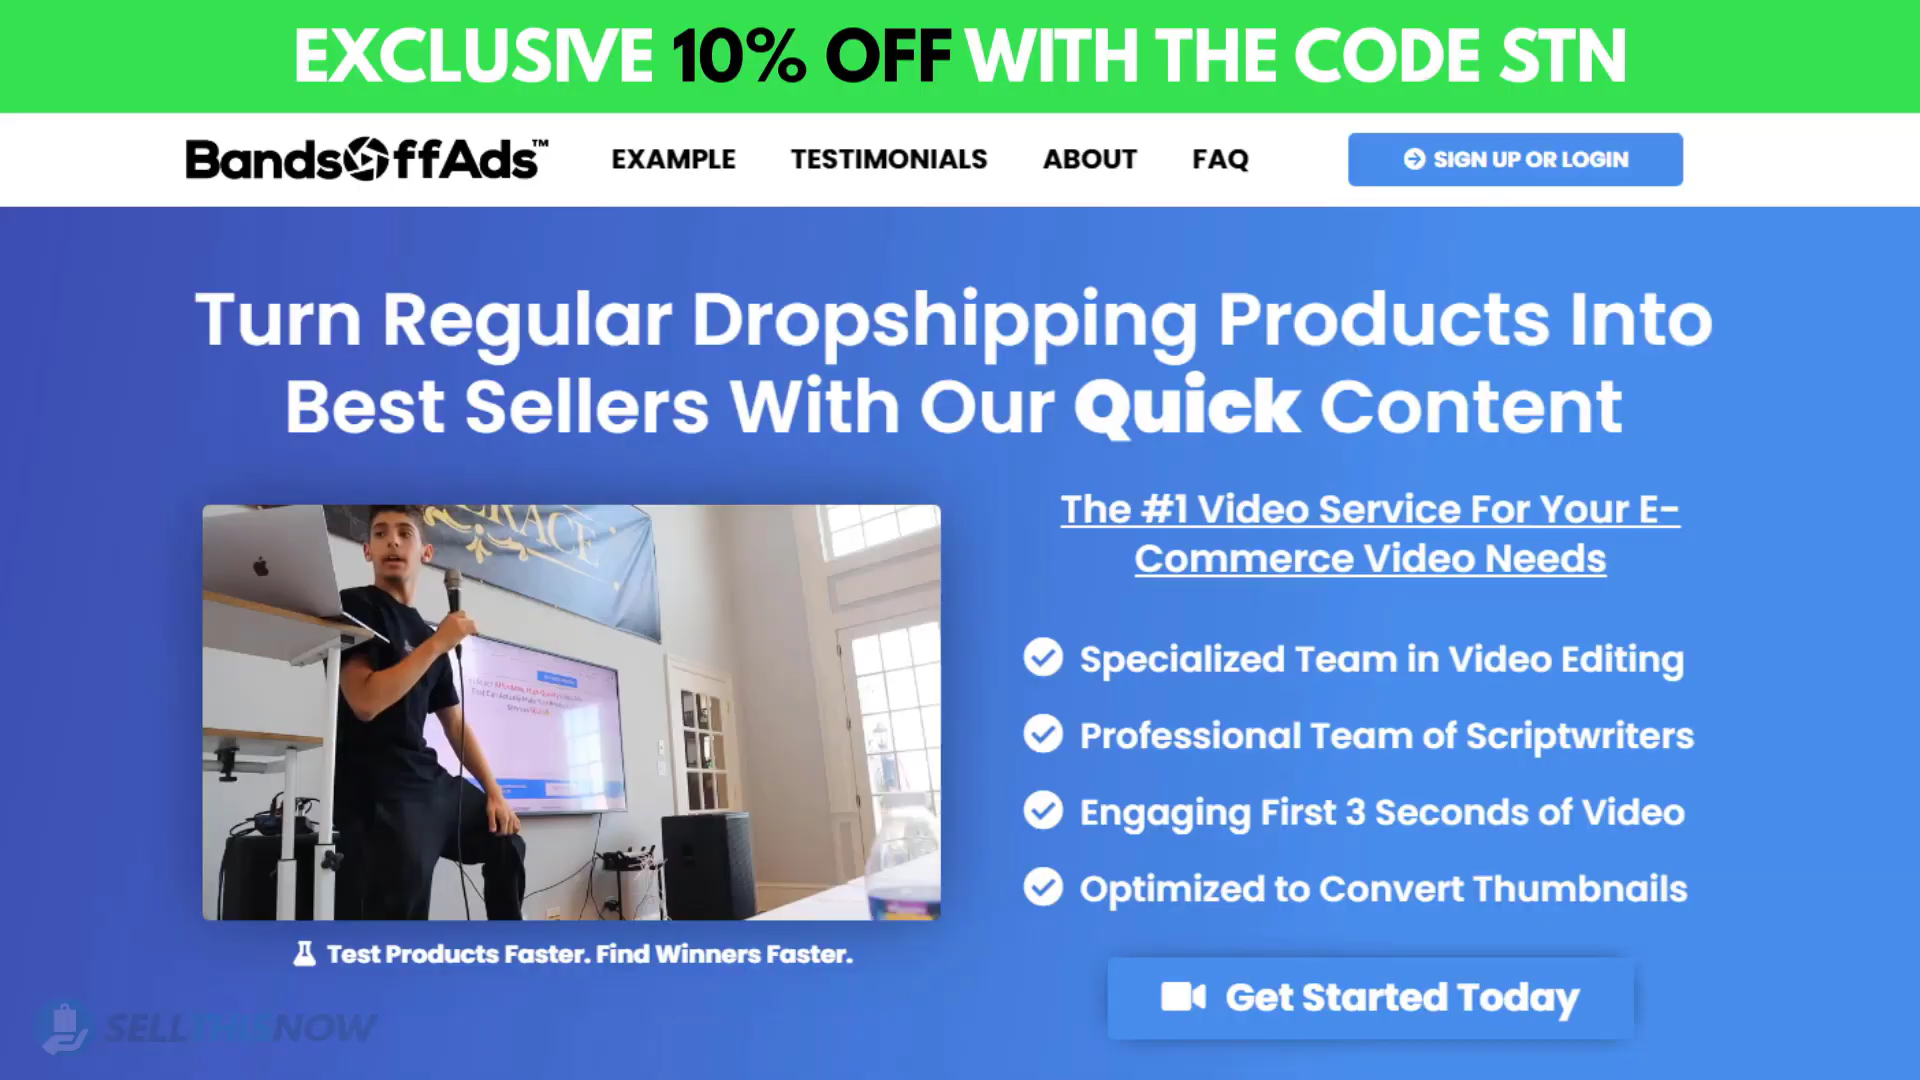 EXCLUSIVE 10% OFF WITH THE CODE STN
BandsOffAds™
EXAMPLE
TESTIMONIALS
ABOUT
FAQ
SIGN UP OR LOGIN
Turn Regular Dropshipping Products Into
Best Sellers With Our Quick Content
The #1 Video Service For Your E-
Commerce Video Needs
Specialized Team in Video Editing
Professional Team of Scriptwriters
Engaging First 3 Seconds of Video
Optimized to Convert Thumbnails
Test Products Faster. Find Winners Faster.
Get Started Today
SELLTHISNOW